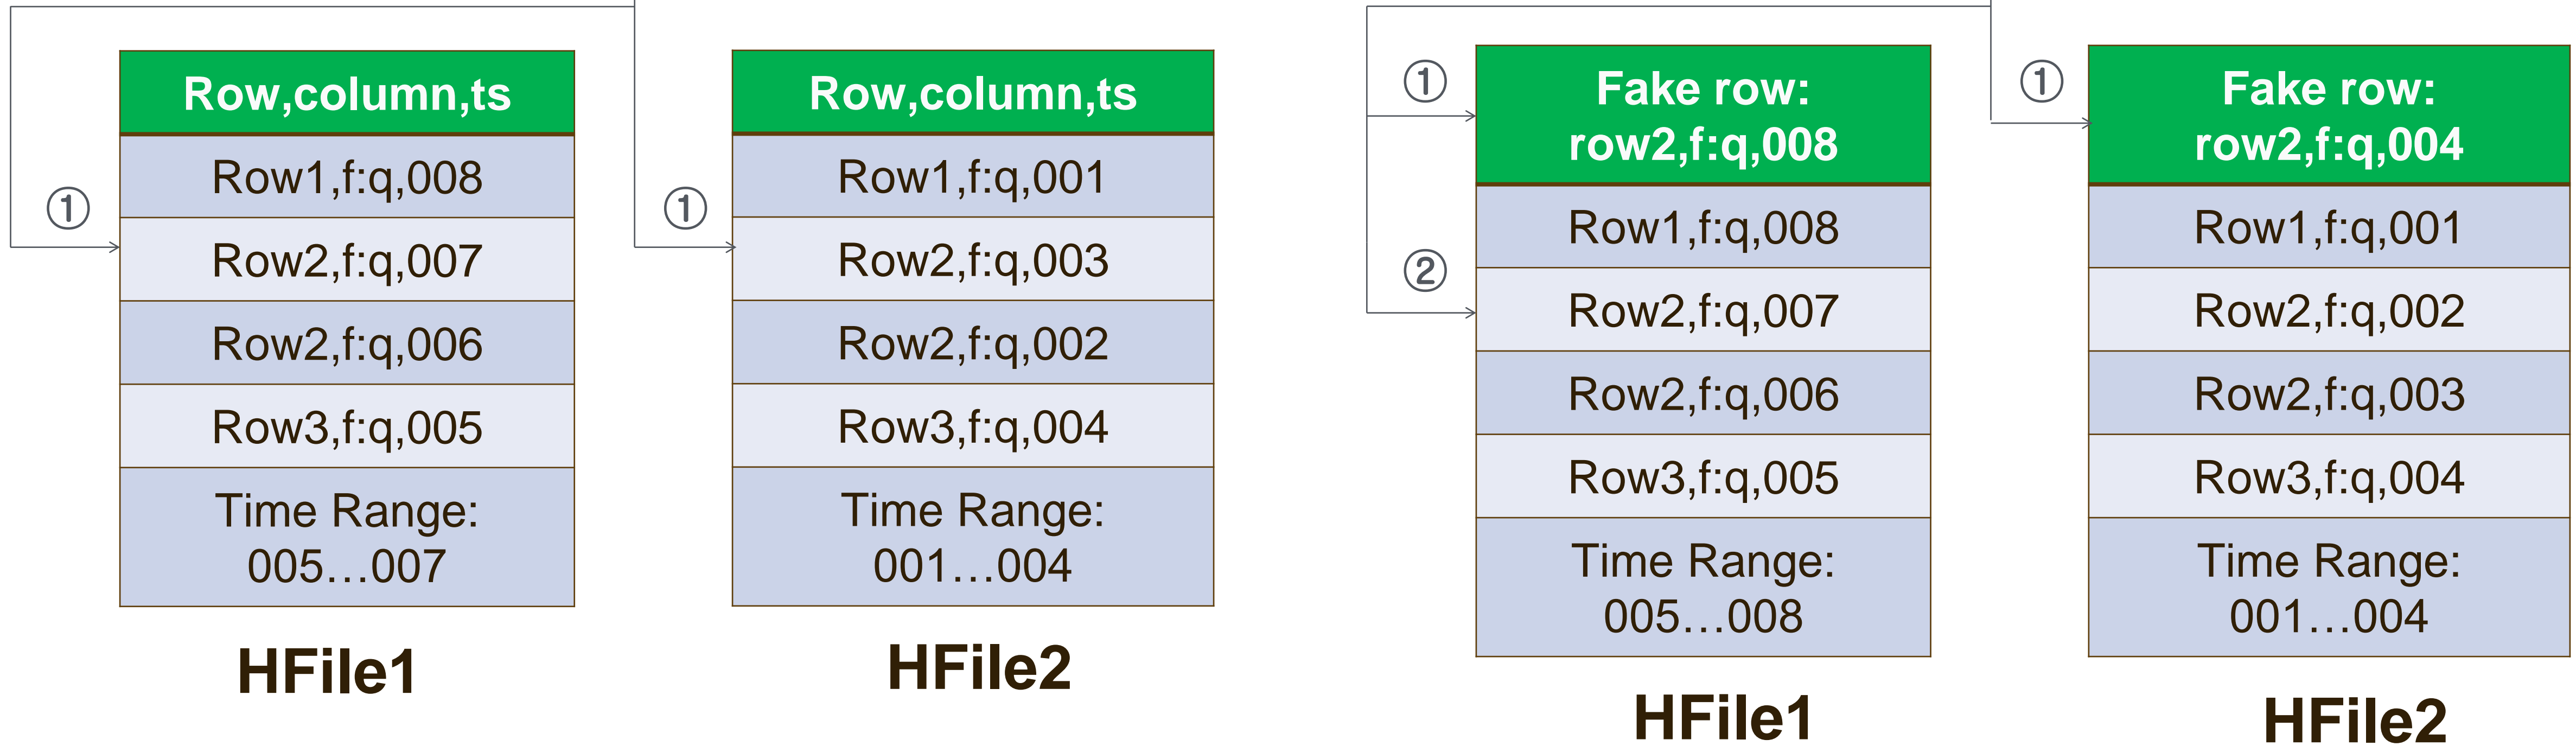 ①
Row,column,ts
Row1,f:q,008
Row2,f:q,007
Row2,f:q,006
Row3,f:q,005
Time Range:
005…007
HFile1
①
Row,column,ts
Row1,f:q,001
Row2,f:q,003
Row2,f:q,002
Row3,f:q,004
Time Range:
001…004
HFile2
①
②
Fake row:
row2,f:q,008
Row1,f:q,008
Row2,f:q,007
Row2,f:q,006
Row3,f:q,005
Time Range:
005…008
HFile1
①
Fake row:
row2,f:q,004
Row1,f:q,001
Row2,f:q,002
Row2,f:q,003
Row3,f:q,004
Time Range:
001…004
HFile2